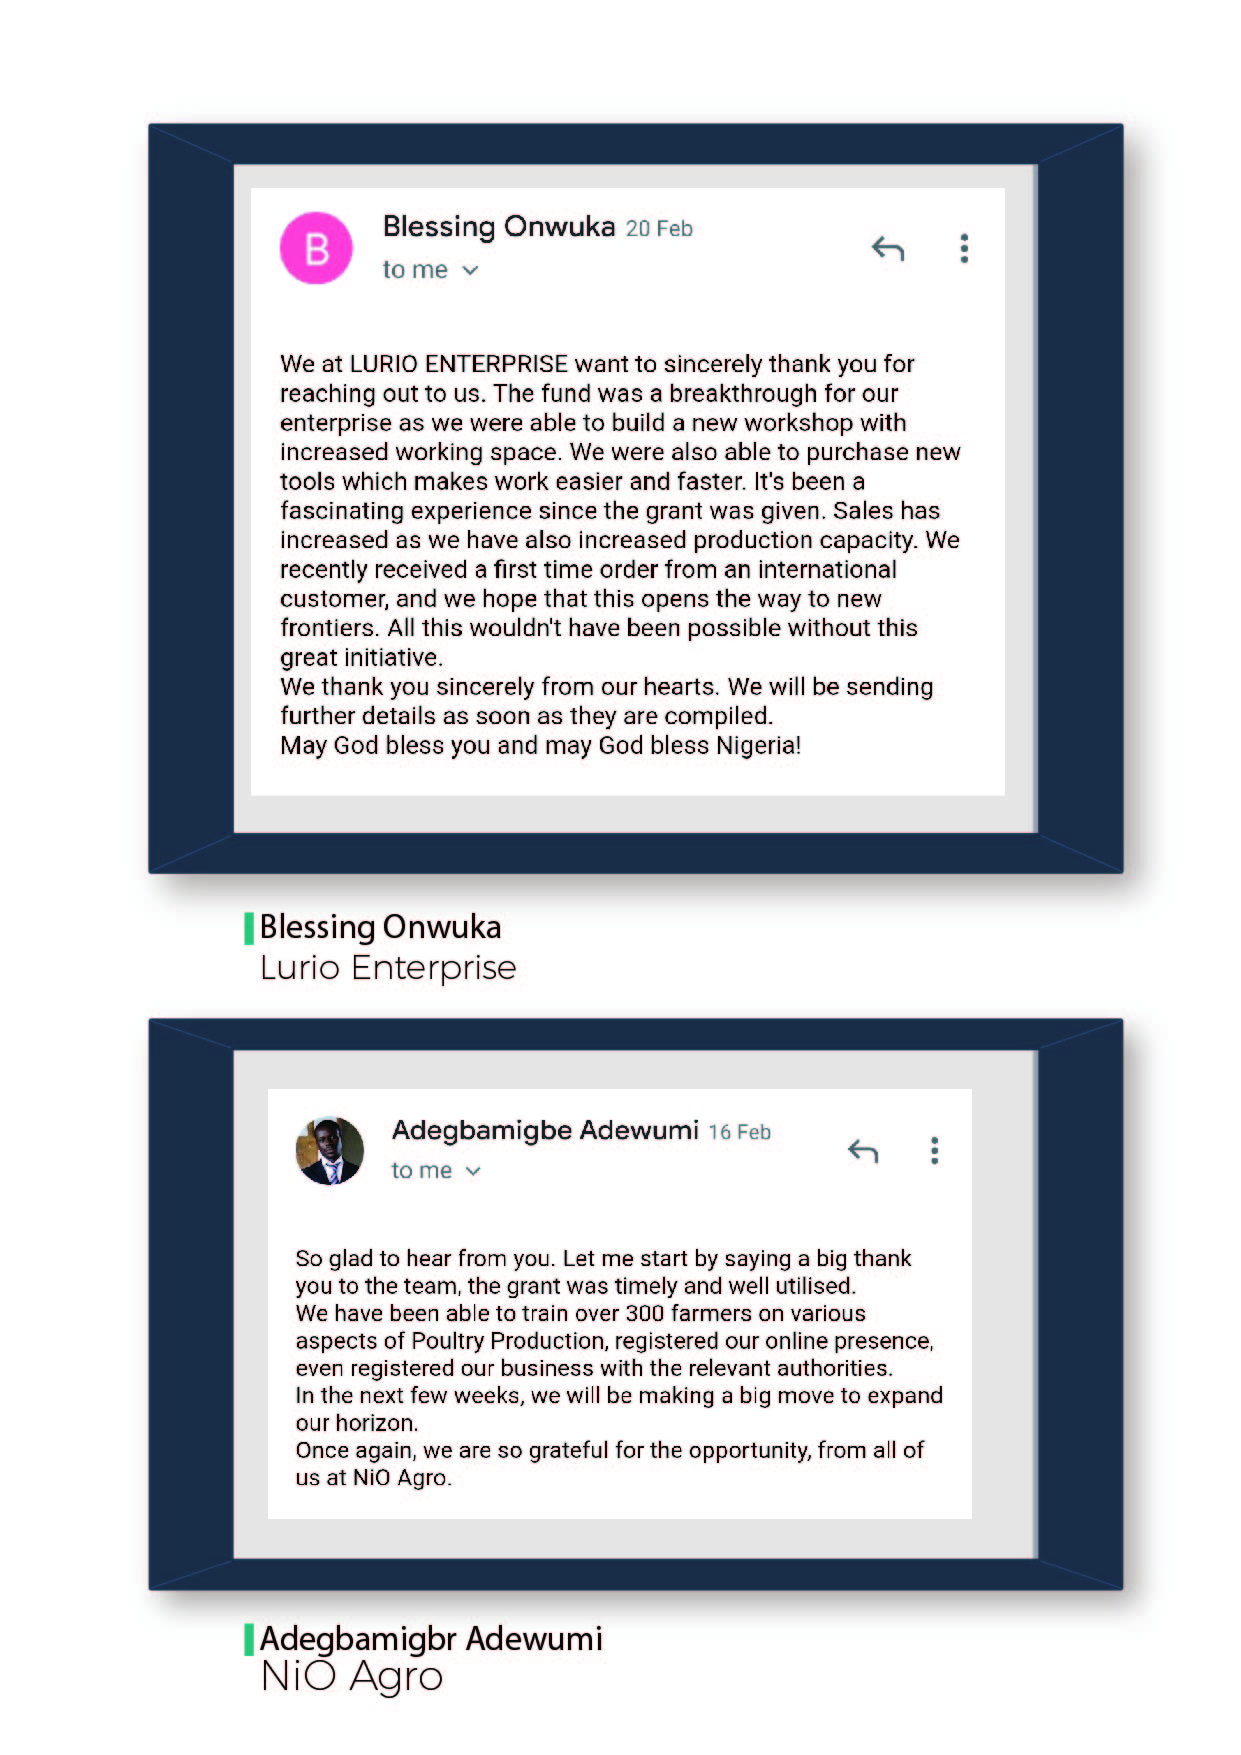 B
Blessing Onwuka 20 Feb
to me
We at LURIO ENTERPRISE want to sincerely thank you for
reaching out to us. The fund was a breakthrough for our
enterprise as we were able to build a new workshop with
increased working space. We were also able to purchase new
tools which makes work easier and faster. It's been a
fascinating experience since the grant was given. Sales has
increased as we have also increased production capacity. We
recently received a first time order from an international
customer, and we hope that this opens the way to new
frontiers. All this wouldn't have been possible without this
great initiative.
We thank you sincerely from our hearts. We will be sending
further details as soon as they are compiled.
May God bless you and may God bless Nigeria!
Blessing Onwuka
Lurio Enterprise
Adegbamigbe Adewumi 16 Feb
to me
So glad to hear from you. Let me start by saying a big thank
you to the team, the grant was timely and well utilised.
We have been able to train over 300 farmers on various
aspects of Poultry Production, registered our online presence,
even registered our business with the relevant authorities.
In the next few weeks, we will be making a big move to expand
our horizon.
Once again, we are so grateful for the opportunity, from all of
us at NiO Agro.
Adegbamigbr Adewumi
NiO Agro